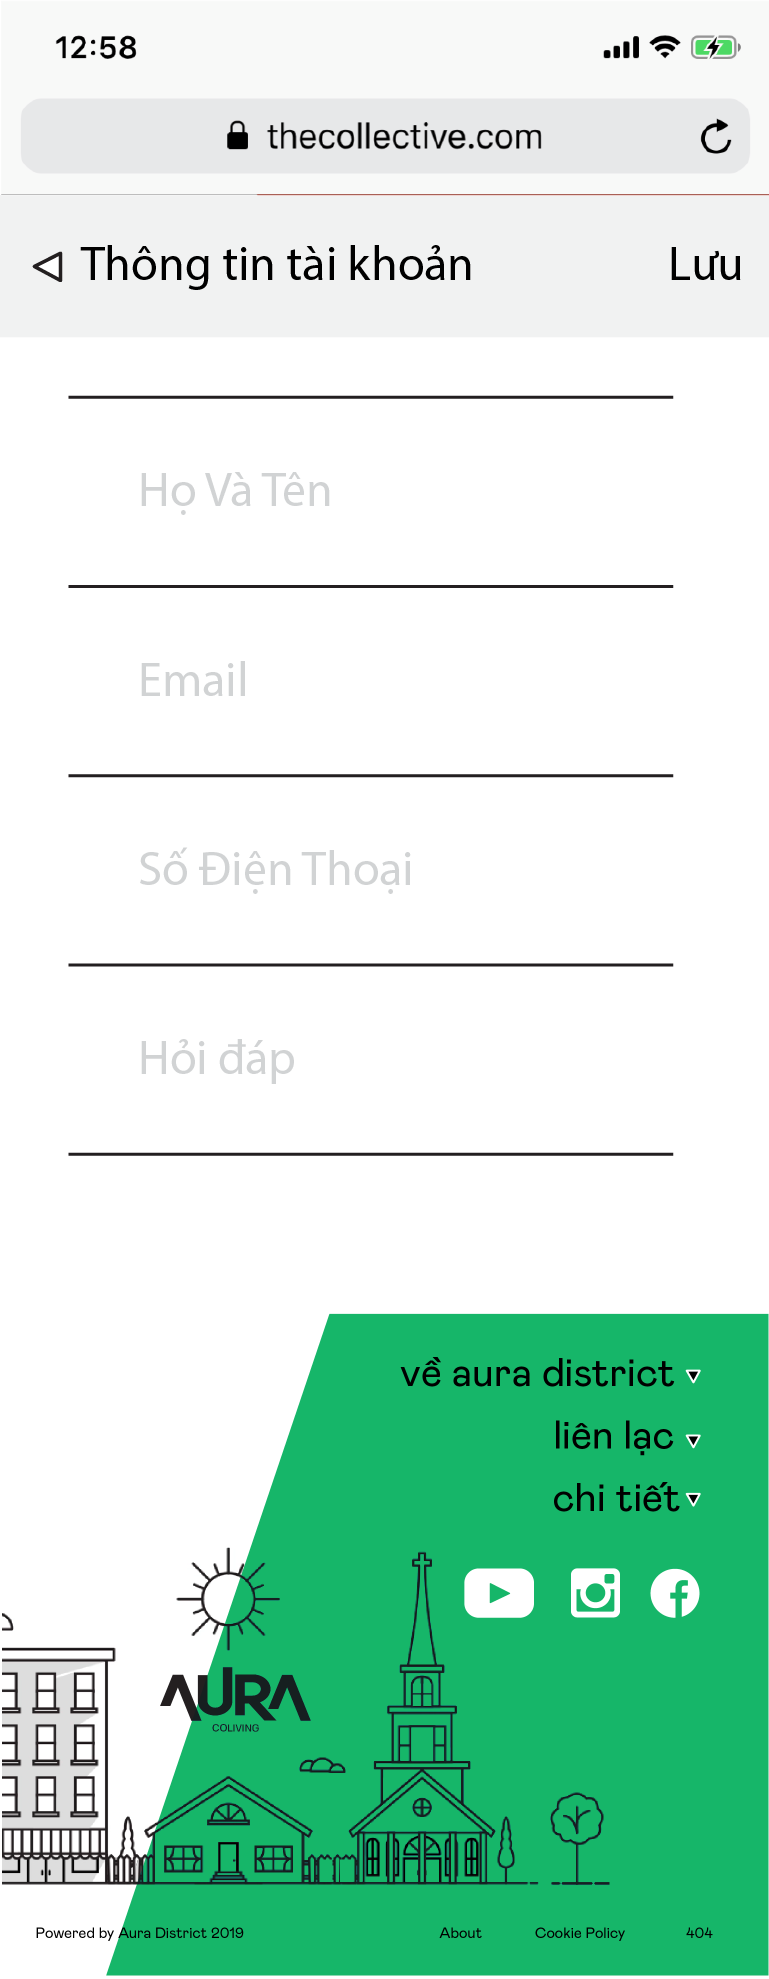 12:58
thecollective.com
Thông tin tài khoản Lưu
Họ Và Tên
Email
Số Điện Thoại
Hỏi đáp
về aura district
liên lạc
chi tiết
AURA
COLIVING
Powered by Aura District 2019 About Cookie Policy 404